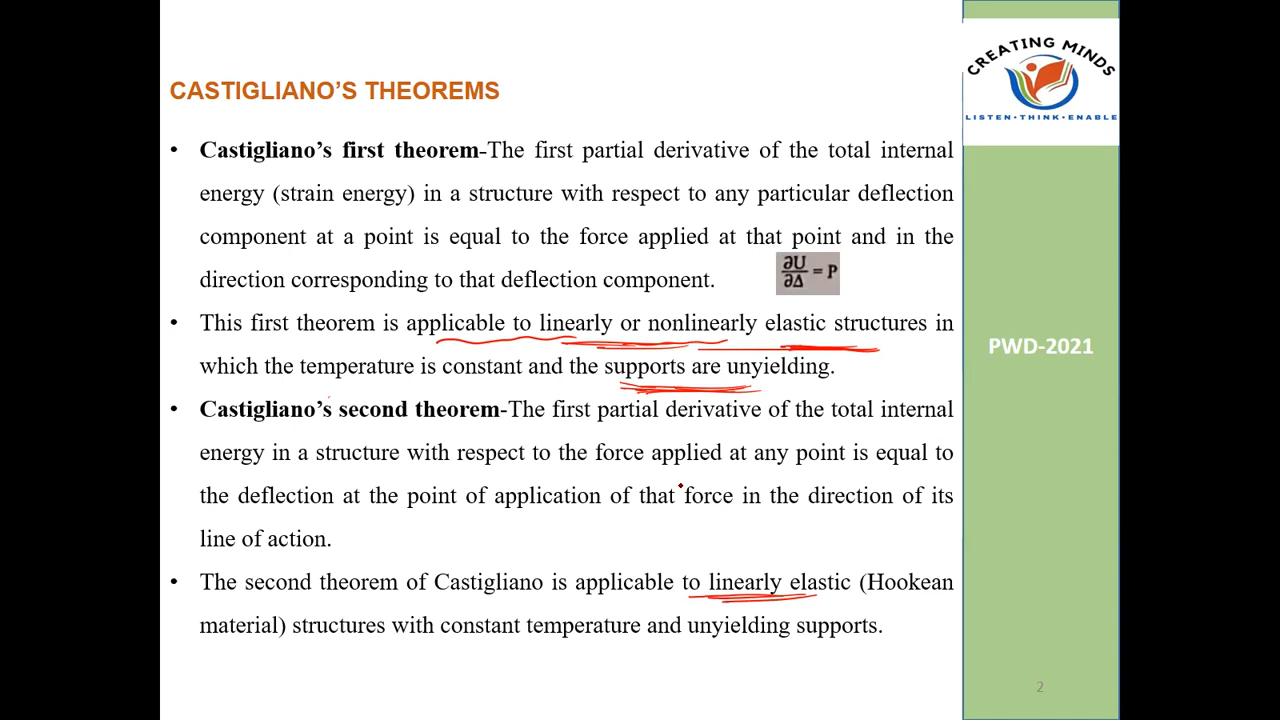 CREATING MINDS
LISTEN•THINK•ENABLE
CASTIGLIANO'S THEOREMS
• Castigliano's first theorem-The first partial derivative of the total internal
energy (strain energy) in a structure with respect to any particular deflection
component at a point is equal to the force applied at that point and in the
direction corresponding to that deflection component.
∂U/∂Δ = P
• This first theorem is applicable to linearly or nonlinearly elastic structures in
which the temperature is constant and the supports are unyielding.
• Castigliano's second theorem-The first partial derivative of the total internal
energy in a structure with respect to the force applied at any point is equal to
the deflection at the point of application of that force in the direction of its
line of action.
• The second theorem of Castigliano is applicable to linearly elastic (Hookean
material) structures with constant temperature and unyielding supports.
PWD-2021
2